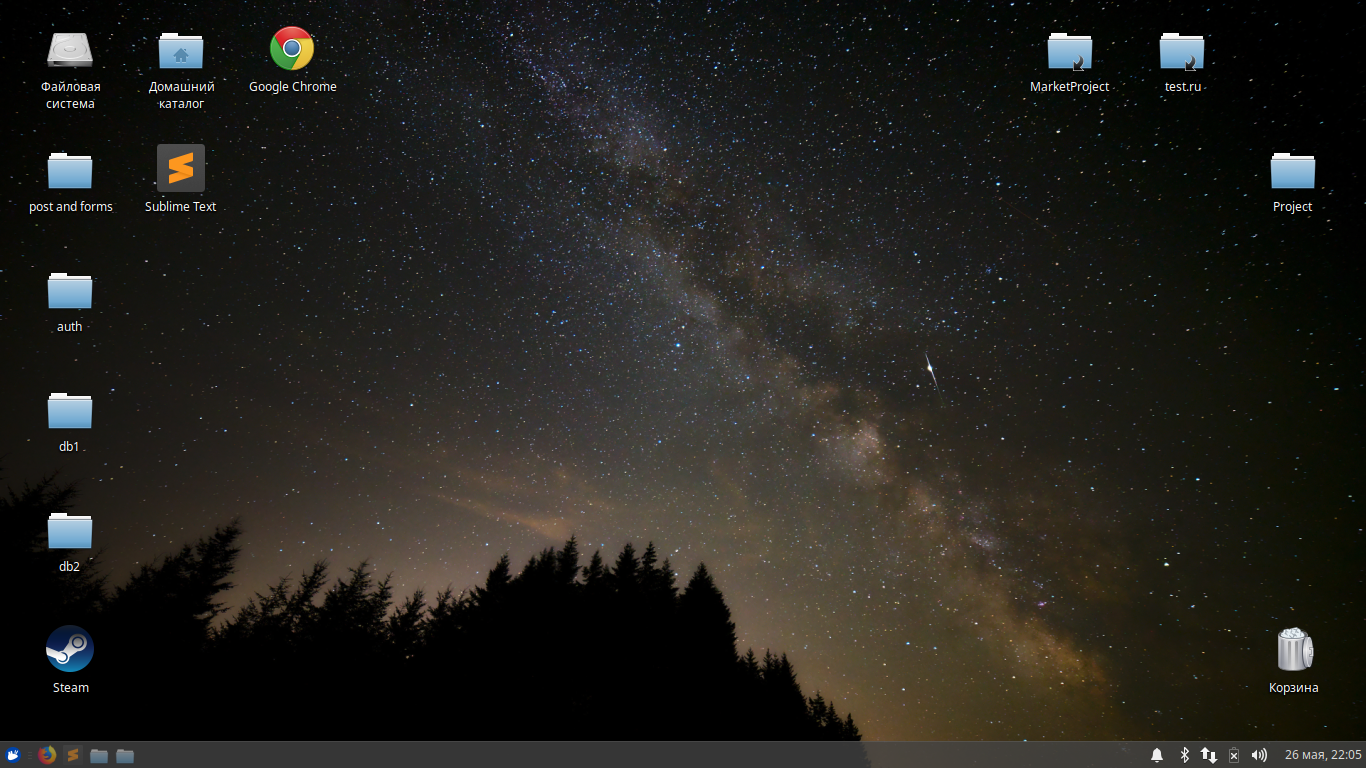 Файловая
система
Домашний
каталог
Google Chrome
MarketProject
test.ru
post and forms
Sublime Text
Project
auth
db1
db2
Steam
Корзина
26 мая, 22:05